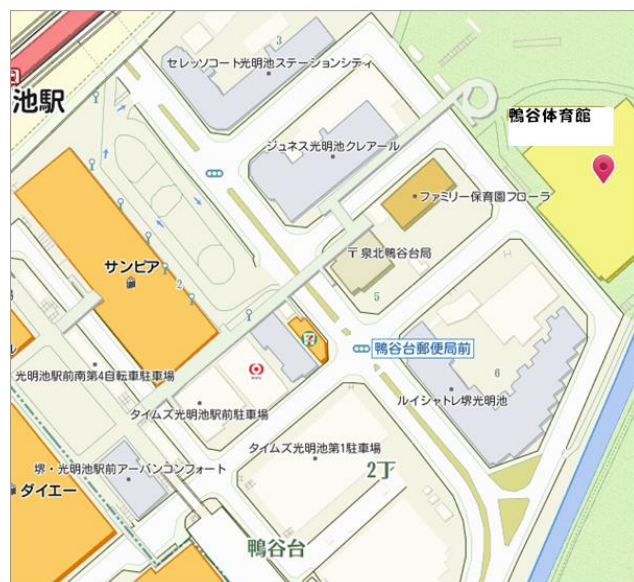 3
セレッソコート光明池ステーションシティ
池駅
鴨谷体育館
ジュネス光明池クレアール
ファミリー保育園フローラ
〒泉北鴨谷台局
サンピア
2
5
7
鴨谷台郵便局前
6
光明池駅前南第4自転車駐車場
ルイシャトレ堺光明池
タイムズ光明池駅前駐車場
タイムズ光明池第1駐車場
堺・光明池駅前アーバンコンフォート
2丁
ダイエー
鴨谷台